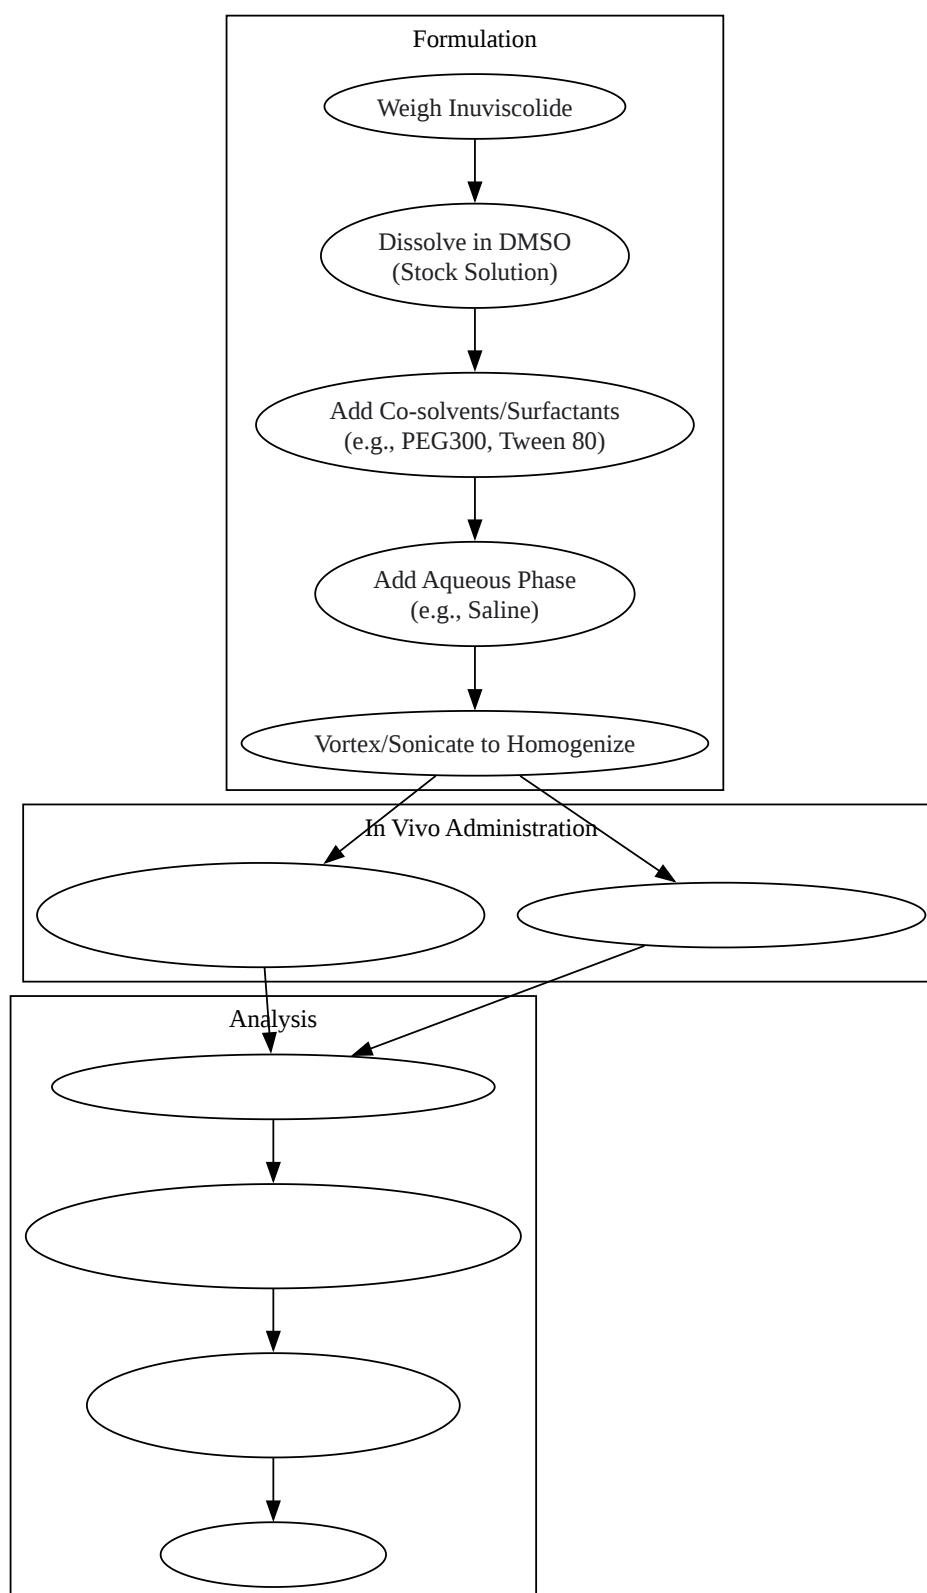 Formulation
Weigh Inuviscolide
Dissolve in DMSO
(Stock Solution)
Add Co-solvents/Surfactants
(e.g., PEG300, Tween 80)
Add Aqueous Phase
(e.g., Saline)
Vortex/Sonicate to Homogenize
In Vivo Administration
Analysis